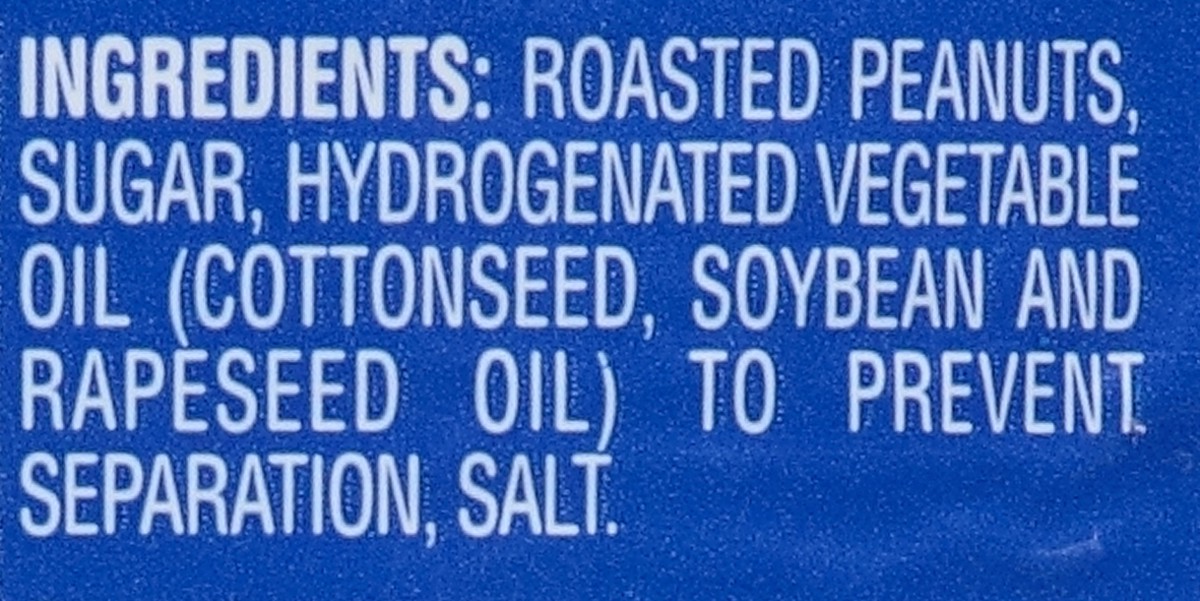 INGREDIENTS: ROASTED PEANUTS,
SUGAR, HYDROGENATED VEGETABLE
OIL (COTTONSEED, SOYBEAN AND
RAPESEED OIL) TO PREVENT
SEPARATION, SALT.